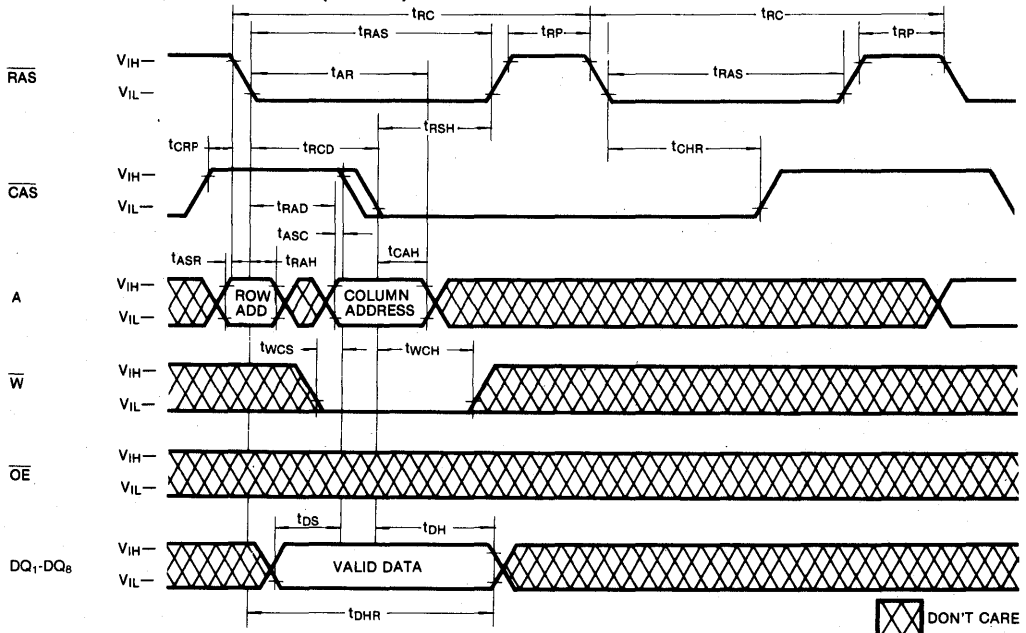 tRC tRC
tRAS tRP tRP
RAS VIH— tAR tRAS
VIL—
tRSH
tCRP tRCD tCHR
CAS VIH—
VIL— tRAD
tASC
tASR tRAH tCAH
A VIH— ROW ADD COLUMN ADDRESS
VIL—
tWCS tWCH
W VIH—
VIL—
OE VIH—
VIL—
tDS tDH
DQ1-DQ8 VIH— VALID DATA
VIL—
tDHR
DON'T CARE